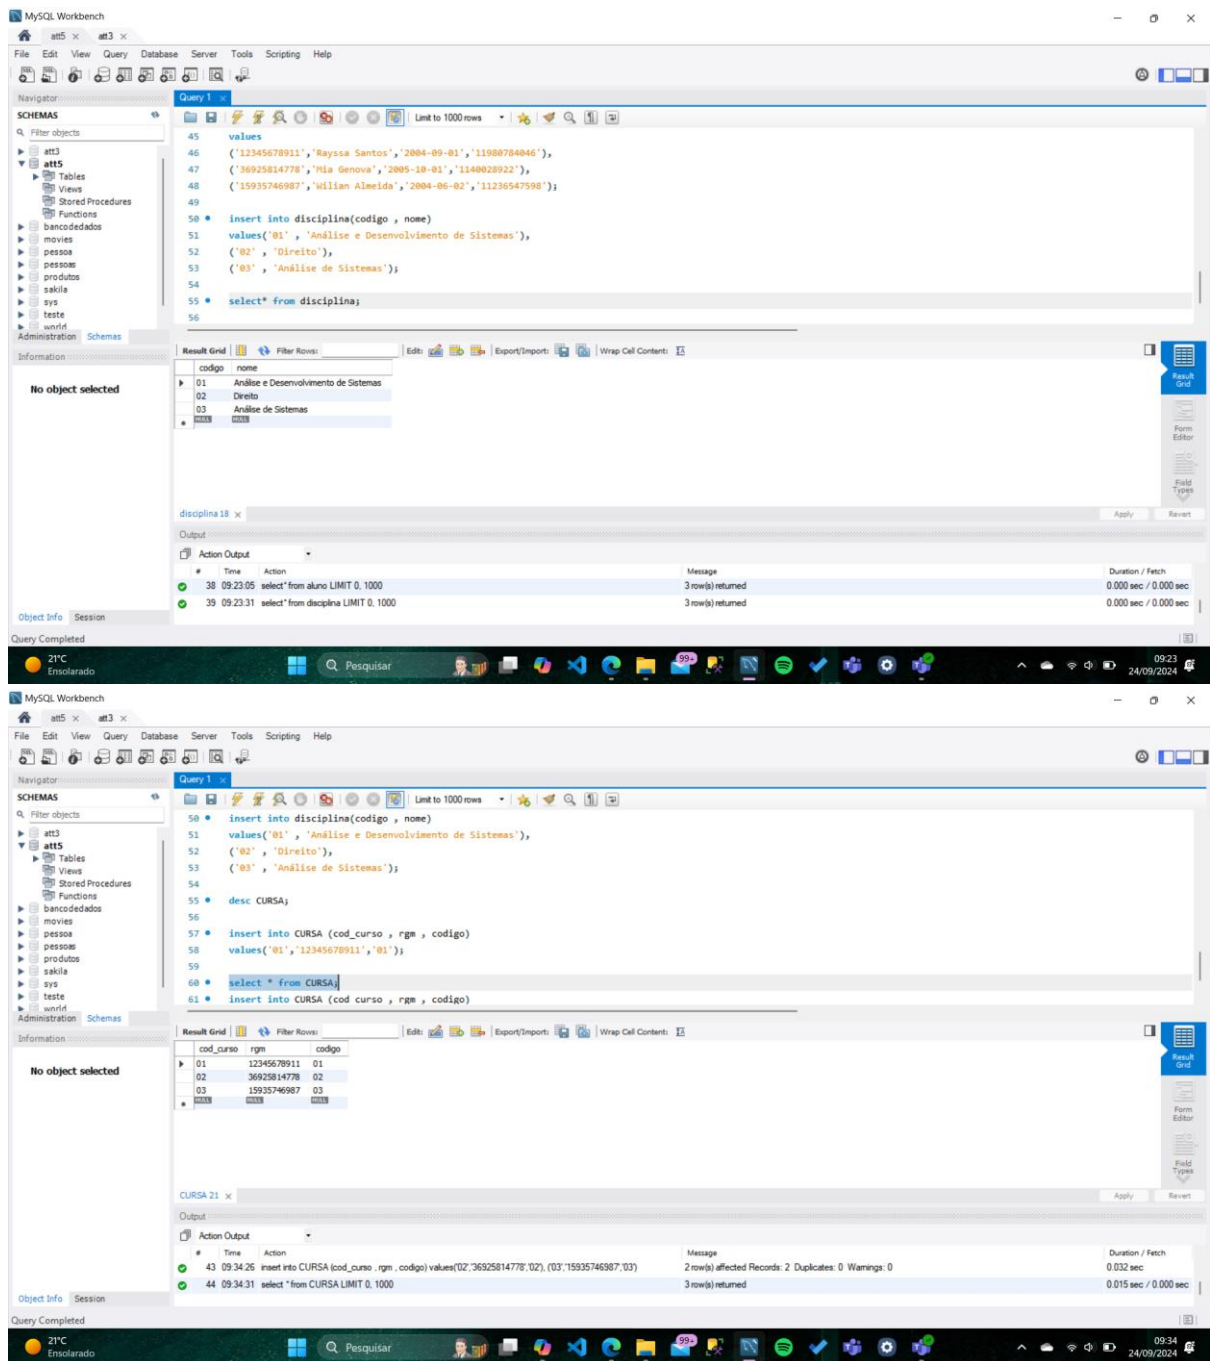 MySQL Workbench
att5 × att3 ×
File Edit View Query Database Server Tools Scripting Help
Navigator
Query 1 ×
SCHEMAS
Limit to 1000 rows
Filter objects
att3
att5
Tables
Views
Stored Procedures
Functions
bancodedados
movies
pessoa
pessoas
produtos
sakila
sys
teste
world
Administration Schemas
45 values
46 ('12345678911','Rayssa Santos','2004-09-01','11980784046'),
47 ('36925814778','Mia Genova','2005-10-01','1140028922'),
48 ('15935746987','Wilian Almeida','2004-06-02','11236547598');
49
50 insert into disciplina(codigo , nome)
51 values('01' , 'Análise e Desenvolvimento de Sistemas'),
52 ('02' , 'Direito'),
53 ('03' , 'Análise de Sistemas');
54
55 select* from disciplina;
56
Information
No object selected
Result Grid Filter Rows: Edit: Export/Import: Wrap Cell Content:
codigo nome
01 Análise e Desenvolvimento de Sistemas
02 Direito
03 Análise de Sistemas
NULL NULL
Result Grid
Form Editor
Field Types
disciplina 18 ×
Apply Revert
Output
Action Output
# Time Action Message Duration / Fetch
38 09:23:05 select* from aluno LIMIT 0, 1000 3 row(s) returned 0.000 sec / 0.000 sec
39 09:23:31 select* from disciplina LIMIT 0, 1000 3 row(s) returned 0.000 sec / 0.000 sec
Object Info Session
Query Completed
21°C
Ensolarado
Pesquisar
99+
09:23
24/09/2024
MySQL Workbench
att5 × att3 ×
File Edit View Query Database Server Tools Scripting Help
Navigator
Query 1 ×
SCHEMAS
Limit to 1000 rows
Filter objects
att3
att5
Tables
Views
Stored Procedures
Functions
bancodedados
movies
pessoa
pessoas
produtos
sakila
sys
teste
world
Administration Schemas
50 insert into disciplina(codigo , nome)
51 values('01' , 'Análise e Desenvolvimento de Sistemas'),
52 ('02' , 'Direito'),
53 ('03' , 'Análise de Sistemas');
54
55 desc CURSA;
56
57 insert into CURSA (cod_curso , rgm , codigo)
58 values('01','12345678911','01');
59
60 select * from CURSA;
61 insert into CURSA (cod curso , rgm , codigo)
Information
No object selected
Result Grid Filter Rows: Edit: Export/Import: Wrap Cell Content:
cod_curso rgm codigo
01 12345678911 01
02 36925814778 02
03 15935746987 03
NULL NULL NULL
Result Grid
Form Editor
Field Types
CURSA 21 ×
Apply Revert
Output
Action Output
# Time Action Message Duration / Fetch
43 09:34:26 insert into CURSA (cod_curso , rgm , codigo) values('02','36925814778','02'), ('03','15935746987','03') 2 row(s) affected Records: 2 Duplicates: 0 Warnings: 0 0.032 sec
44 09:34:31 select * from CURSA LIMIT 0, 1000 3 row(s) returned 0.015 sec / 0.000 sec
Object Info Session
Query Completed
21°C
Ensolarado
Pesquisar
99+
09:34
24/09/2024